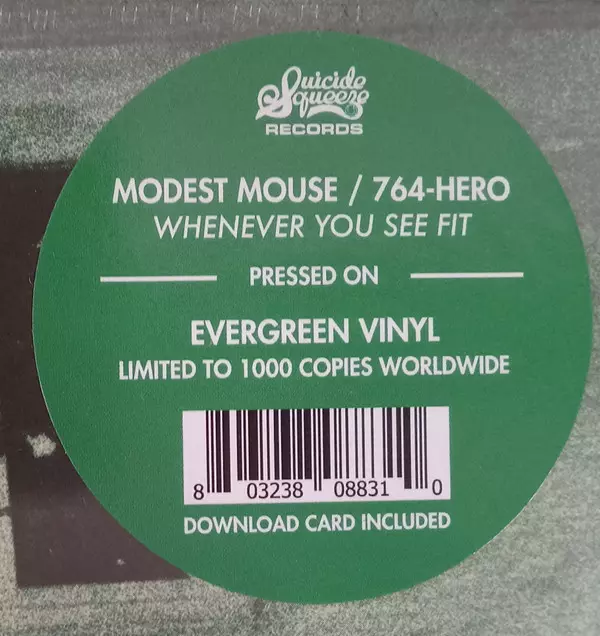 Suicide
Squeeze
RECORDS
MODEST MOUSE / 764-HERO
WHENEVER YOU SEE FIT
PRESSED ON
EVERGREEN VINYL
LIMITED TO 1000 COPIES WORLDWIDE
8 03238 08831 0
DOWNLOAD CARD INCLUDED